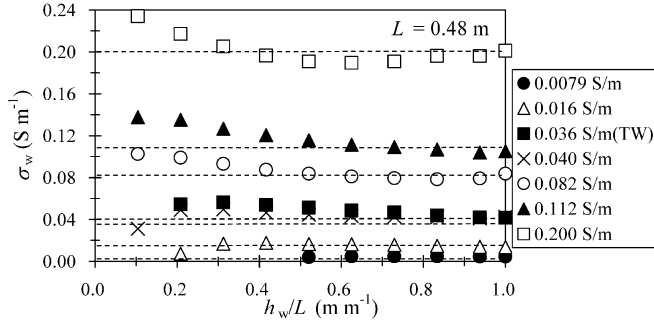 0.24
L = 0.48 m
0.20
0.16
0.12
0.08
0.04
0.00
σw (S m⁻¹)
0.0 0.2 0.4 0.6 0.8 1.0
hw/L (m m⁻¹)
0.0079 S/m
0.016 S/m
0.036 S/m(TW)
0.040 S/m
0.082 S/m
0.112 S/m
0.200 S/m